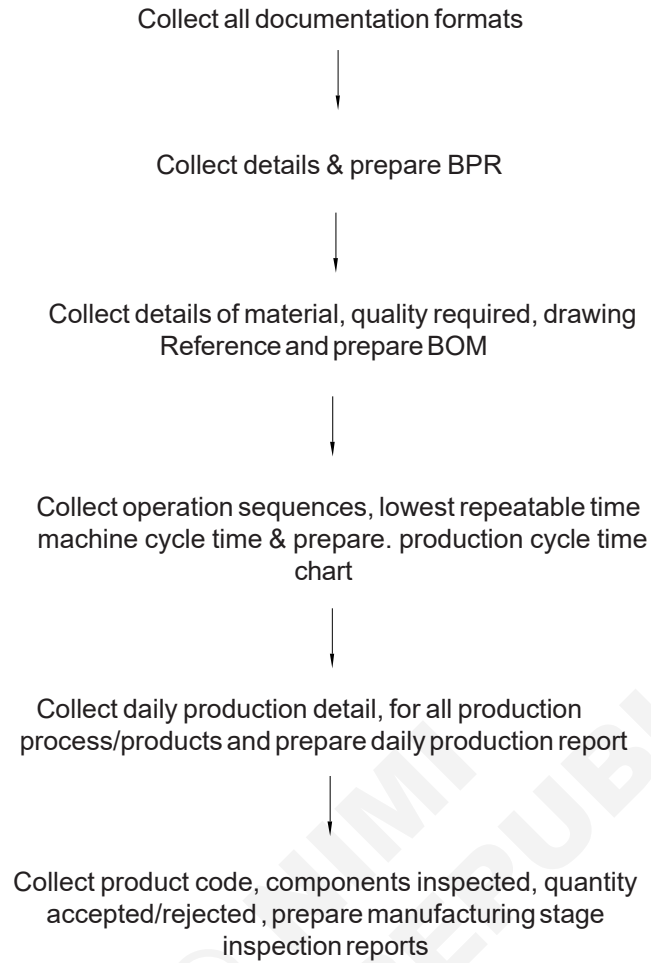 Collect all documentation formats
Collect details & prepare BPR
Collect details of material, quality required, drawing
Reference and prepare BOM
Collect operation sequences, lowest repeatable time
machine cycle time & prepare. production cycle time
chart
Collect daily production detail, for all production
process/products and prepare daily production report
Collect product code, components inspected, quantity
accepted/rejected , prepare manufacturing stage
inspection reports